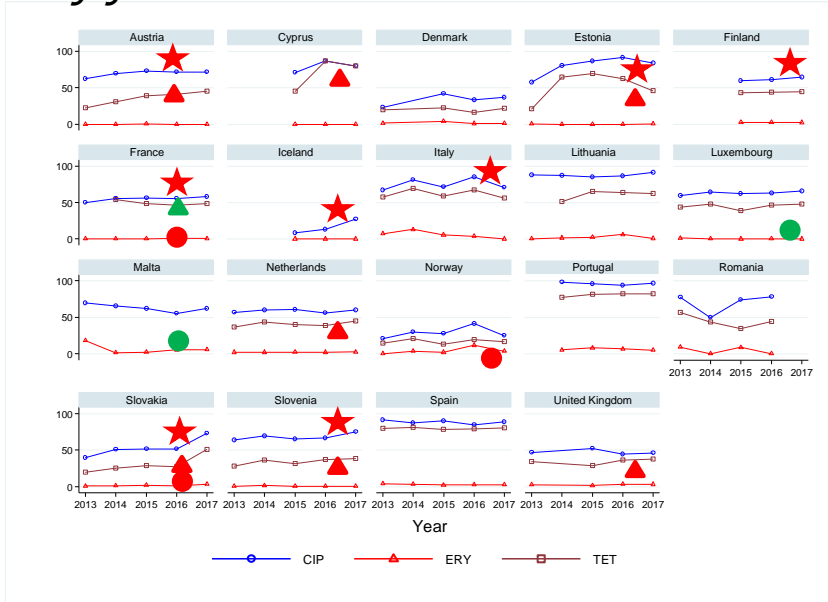 Austria Cyprus Denmark Estonia Finland
100
50
0
France Iceland Italy Lithuania Luxembourg
100
50
0
Malta Netherlands Norway Portugal Romania
100
50
0
2013 2014 2015 2016 2017
Slovakia Slovenia Spain United Kingdom
100
50
0
2013 2014 2015 2016 2017 2013 2014 2015 2016 2017 2013 2014 2015 2016 2017 2013 2014 2015 2016 2017
Year
CIP ERY TET